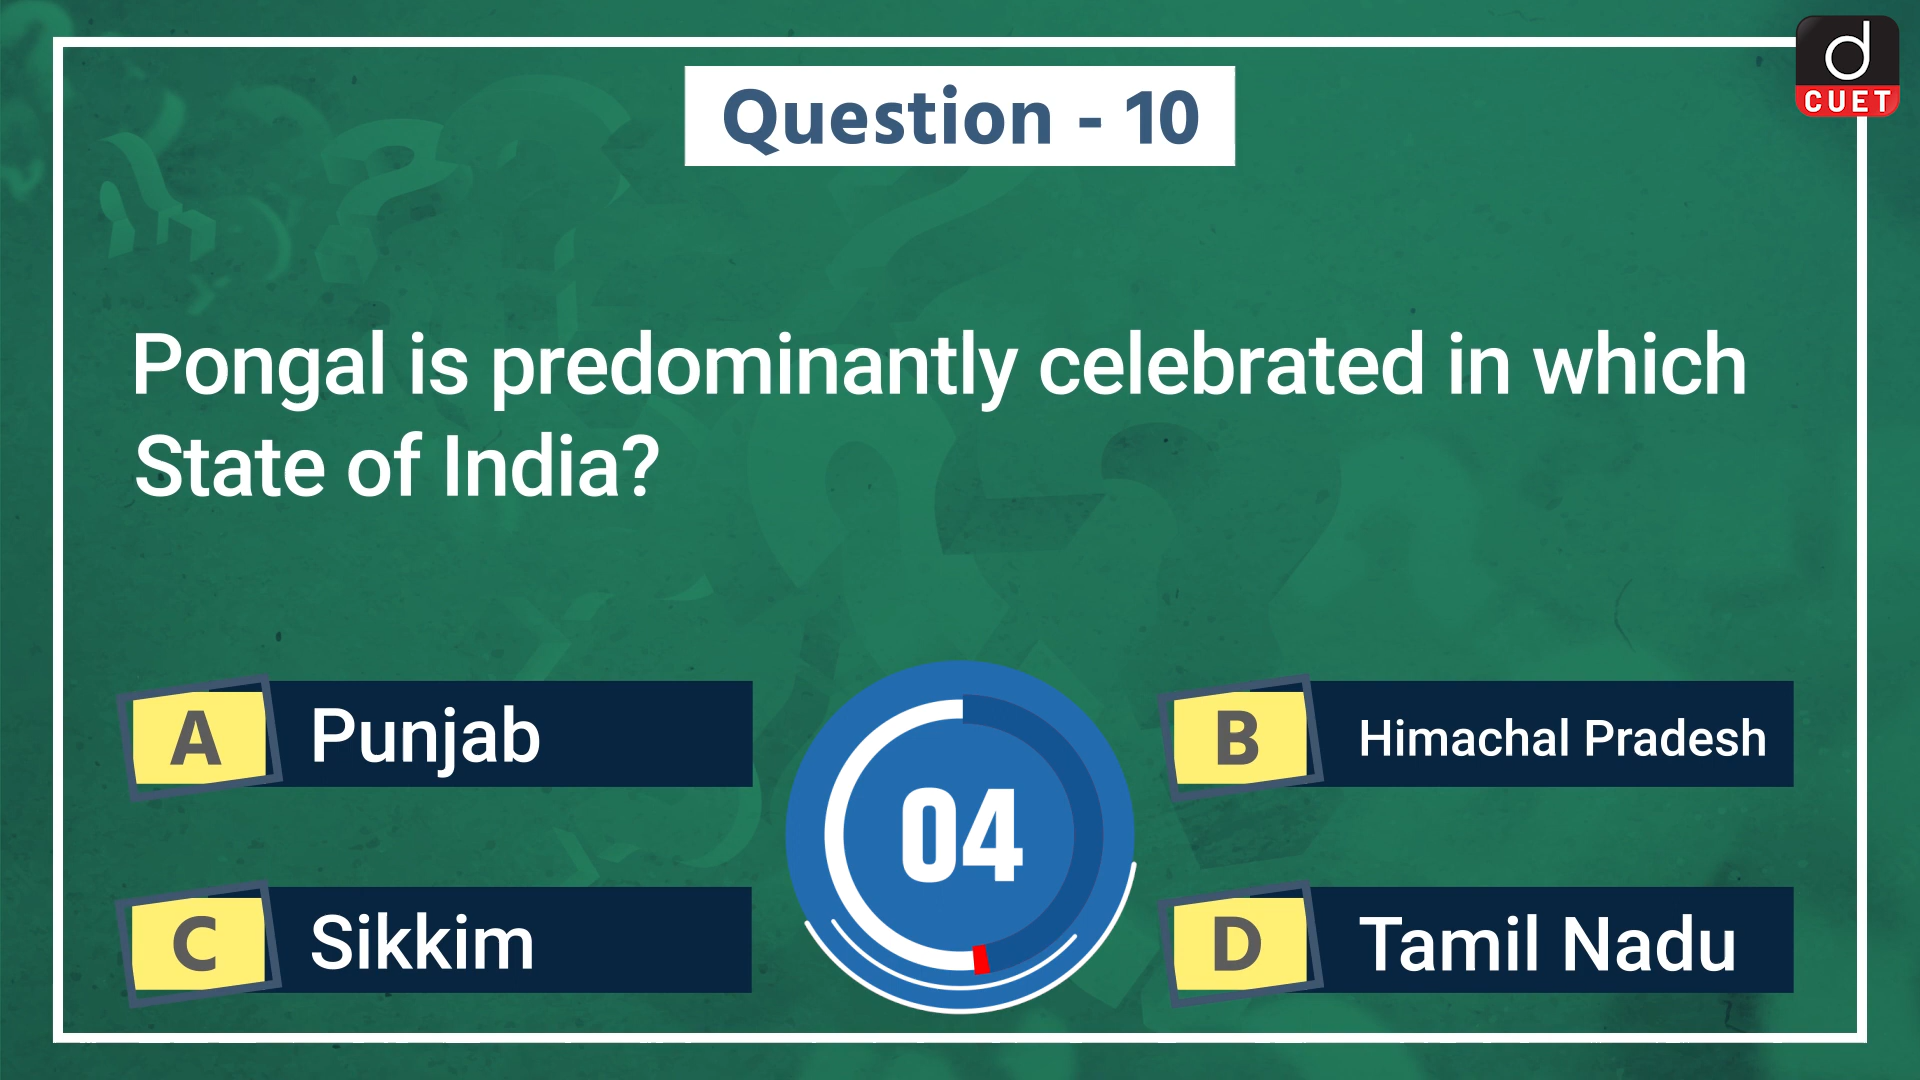 d
CUET
Question - 10
Pongal is predominantly celebrated in which
State of India?
A Punjab
B Himachal Pradesh
04
C Sikkim
D Tamil Nadu